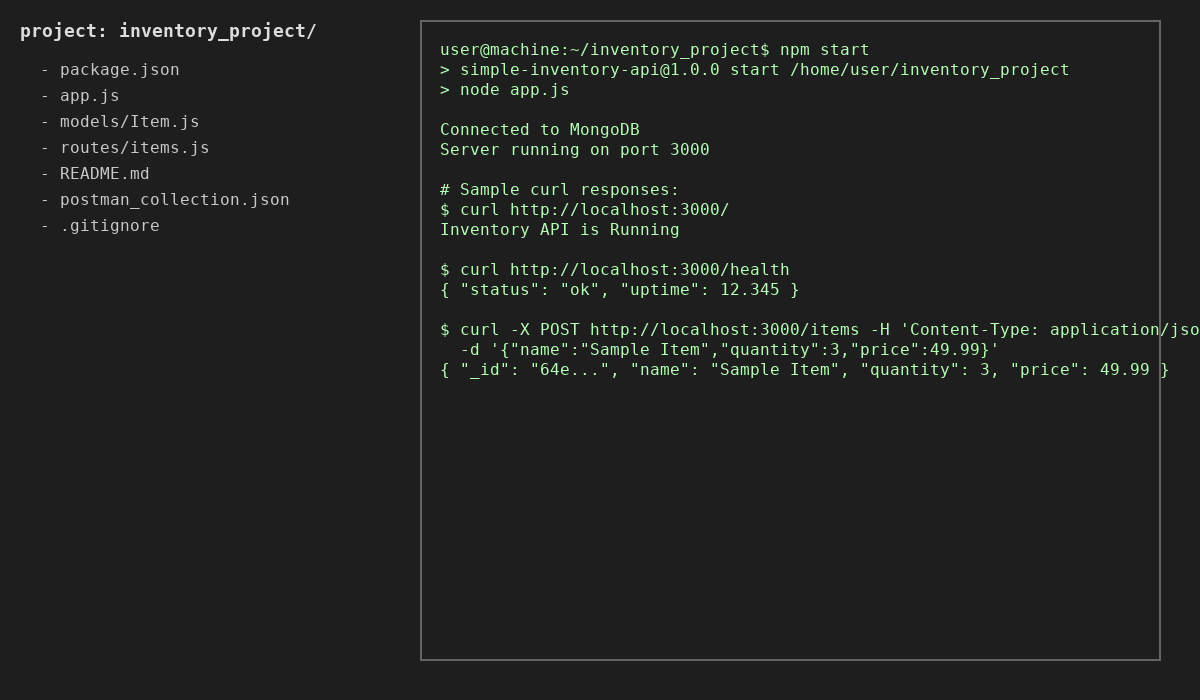 project: inventory_project/
- package.json
- app.js
- models/Item.js
- routes/items.js
- README.md
- postman_collection.json
- .gitignore
user@machine:~/inventory_project$ npm start
> simple-inventory-api@1.0.0 start /home/user/inventory_project
> node app.js
Connected to MongoDB
Server running on port 3000
# Sample curl responses:
$ curl http://localhost:3000/
Inventory API is Running
$ curl http://localhost:3000/health
{ "status": "ok", "uptime": 12.345 }
$ curl -X POST http://localhost:3000/items -H 'Content-Type: application/jso
-d '{"name":"Sample Item","quantity":3,"price":49.99}'
{ "_id": "64e...", "name": "Sample Item", "quantity": 3, "price": 49.99 }